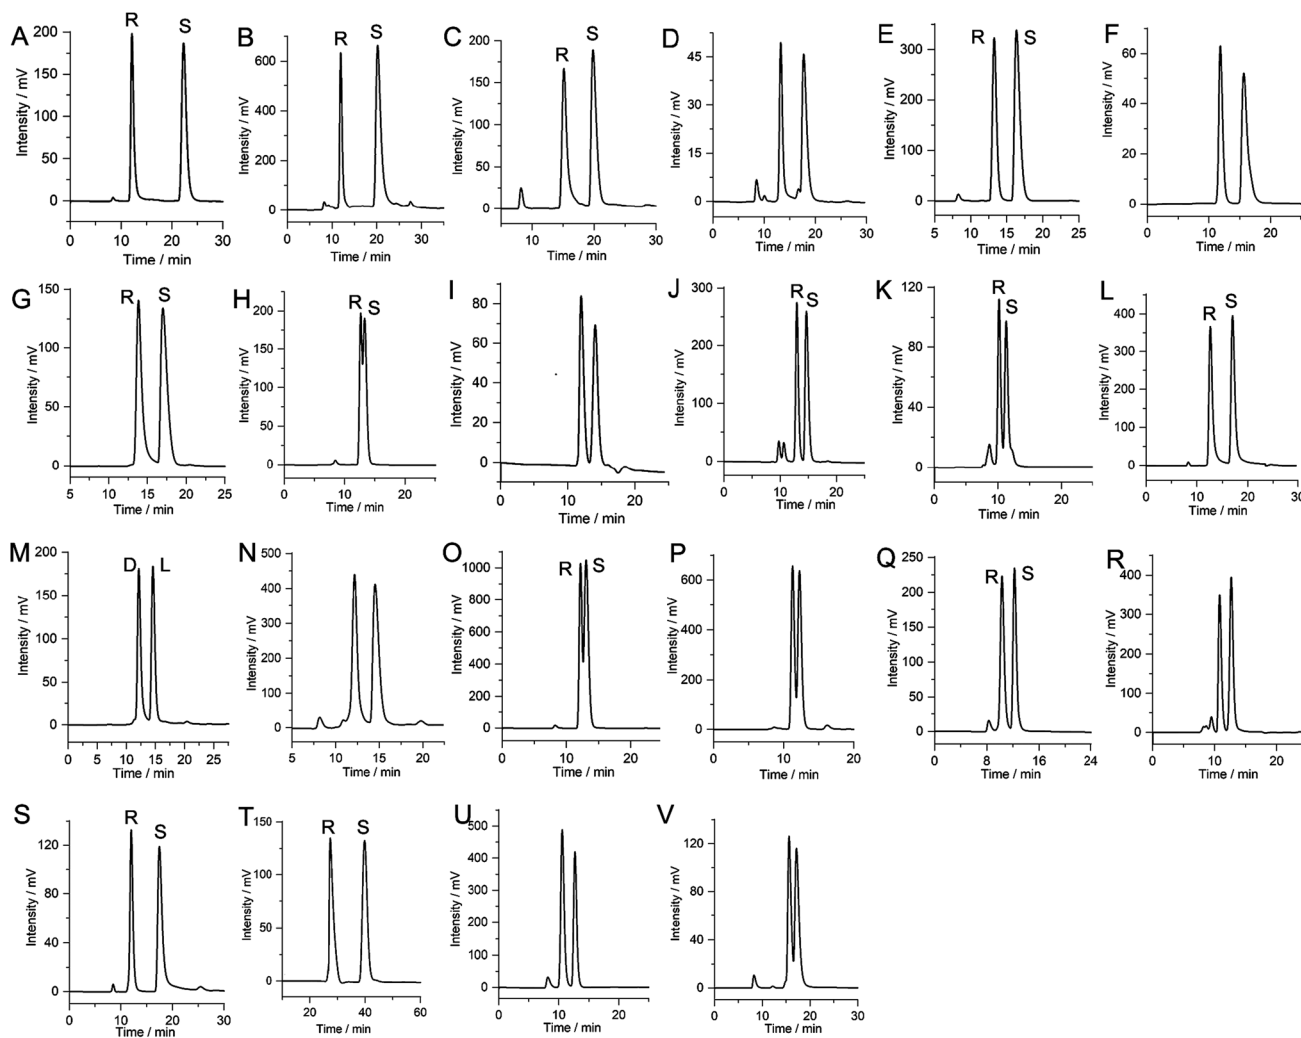 A
R
S
Intensity / mV
200
150
100
50
0
0
10
20
30
Time / min
B
R
S
Intensity / mV
600
400
200
0
0
10
20
30
Time / min
C
R
S
Intensity / mV
200
150
100
50
0
10
20
30
Time / min
D
Intensity / mV
45
30
15
0
0
10
20
30
Time / min
E
R
S
Intensity / mV
300
200
100
0
5
10
15
20
25
Time / min
F
Intensity / mV
60
40
20
0
0
10
20
Time / min
G
R
S
Intensity / mV
150
100
50
0
5
10
15
20
25
Time / min
H
R
S
Intensity / mV
200
150
100
50
0
0
10
20
Time / min
I
Intensity / mV
80
60
40
20
0
0
10
20
Time / min
J
R
S
Intensity / mV
300
200
100
0
0
10
20
Time / min
K
R
S
Intensity / mV
120
80
40
0
0
10
20
Time / min
L
R
S
Intensity / mV
400
300
200
100
0
0
10
20
30
Time / min
M
D
L
Intensity / mV
200
150
100
50
0
0
5
10
15
20
25
Time / min
N
Intensity / mV
500
400
300
200
100
0
5
10
15
20
Time / min
O
R
S
Intensity / mV
1000
800
600
400
200
0
0
10
20
Time / min
P
Intensity / mV
600
400
200
0
0
10
20
Time / min
Q
R
S
Intensity / mV
250
200
150
100
50
0
0
8
16
24
Time / min
R
Intensity / mV
400
300
200
100
0
0
10
20
Time / min
S
R
S
Intensity / mV
120
80
40
0
0
10
20
30
Time / min
T
R
S
Intensity / mV
150
100
50
0
20
40
60
Time / min
U
Intensity / mV
500
400
300
200
100
0
0
10
20
Time / min
V
Intensity / mV
120
80
40
0
0
10
20
30
Time / min